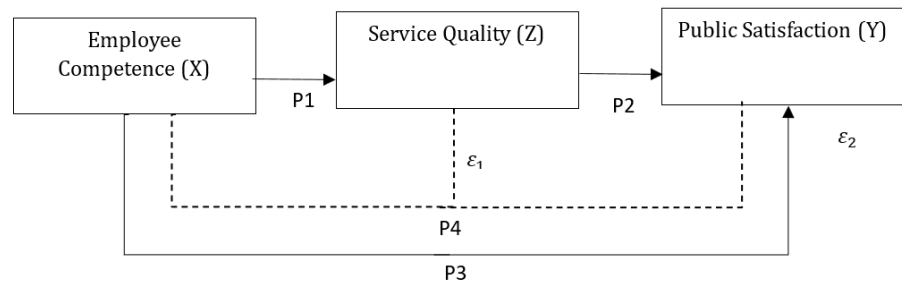 Employee
Competence (X)
Service Quality (Z)
Public Satisfaction (Y)
P1
P2
ε₁
ε₂
P4
P3